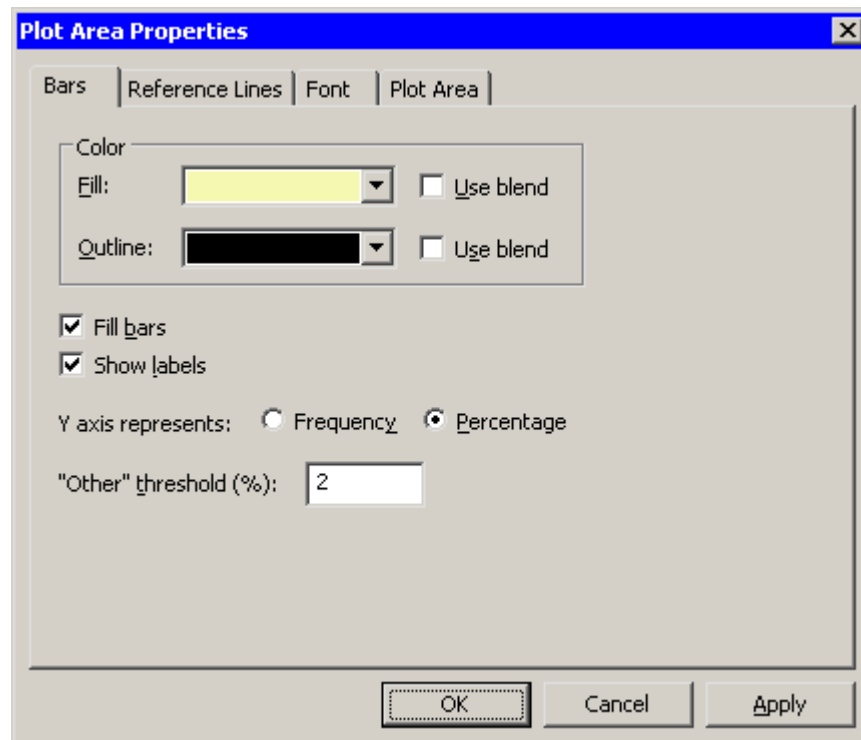 Plot Area Properties
Bars Reference Lines Font Plot Area
Color
Fill: Use blend
Outline: Use blend
Fill bars
Show labels
Y axis represents: Frequency Percentage
"Other" threshold (%): 2
OK Cancel Apply